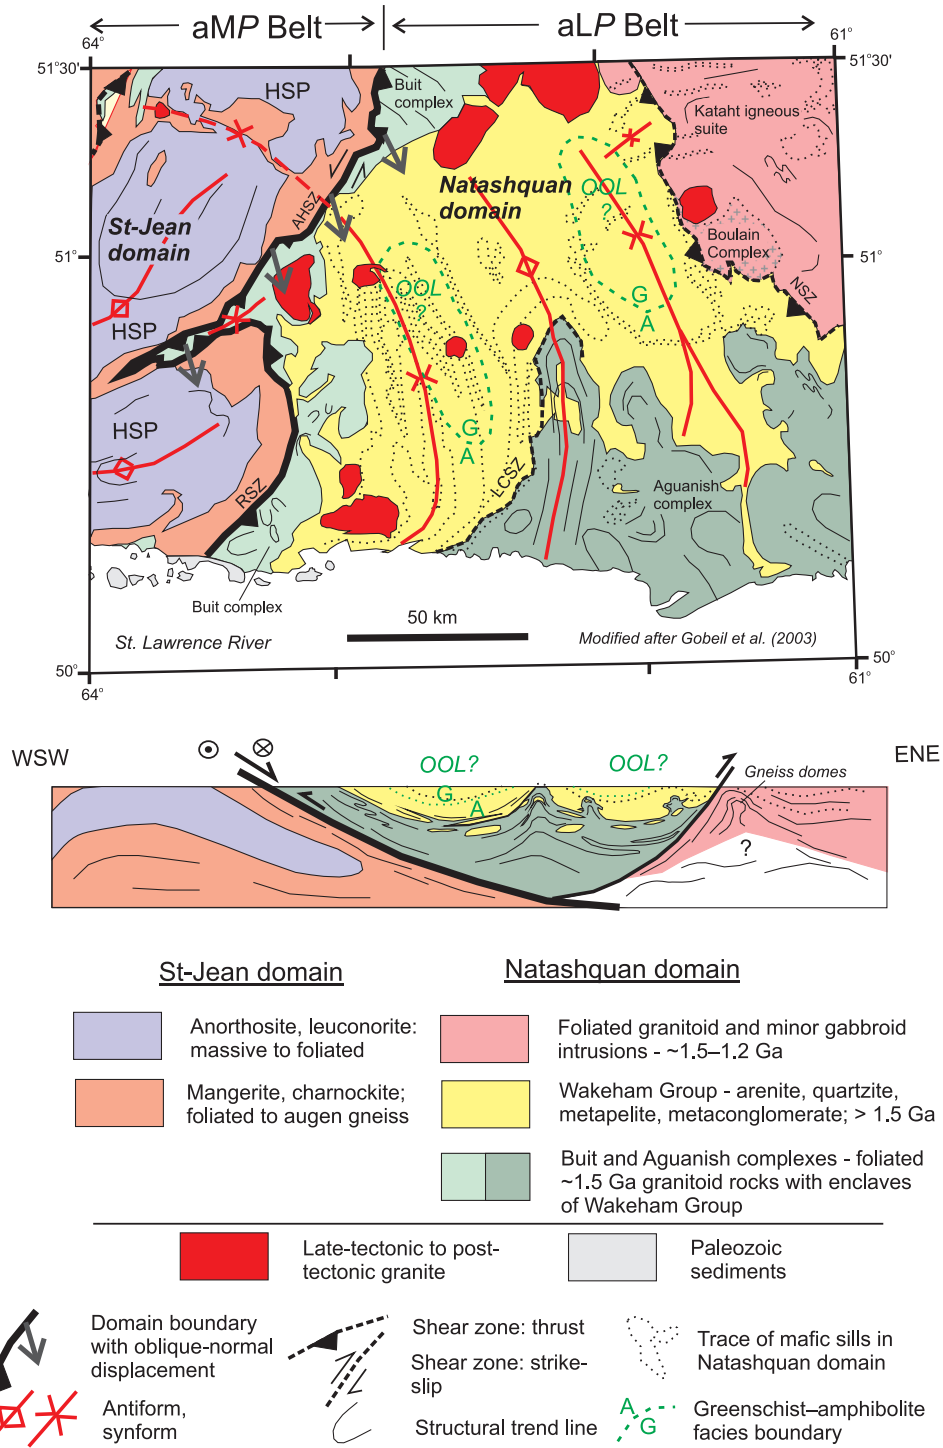 aMP Belt
aLP Belt
64°
61°
51°30'
51°30'
HSP
Buit
complex
Kataht igneous
suite
AHSZ
Natashquan
domain
OOL
?
St-Jean
domain
Boulain
Complex
51°
51°
OOL
?
NSZ
G
A
HSP
HSP
G
A
LCSZ
RSZ
Aguanish
complex
Buit complex
50 km
St. Lawrence River
Modified after Gobeil et al. (2003)
50°
50°
64°
61°
WSW
ENE
OOL?
OOL?
Gneiss domes
G
A
?
St-Jean domain
Natashquan domain
Anorthosite, leuconorite:
massive to foliated
Foliated granitoid and minor gabbroid
intrusions - ~1.5–1.2 Ga
Mangerite, charnockite;
foliated to augen gneiss
Wakeham Group - arenite, quartzite,
metapelite, metaconglomerate; > 1.5 Ga
Buit and Aguanish complexes - foliated
~1.5 Ga granitoid rocks with enclaves
of Wakeham Group
Late-tectonic to post-
tectonic granite
Paleozoic
sediments
Domain boundary
with oblique-normal
displacement
Shear zone: thrust
Shear zone: strike-
slip
Trace of mafic sills in
Natashquan domain
Antiform,
synform
Structural trend line
A
G
Greenschist–amphibolite
facies boundary